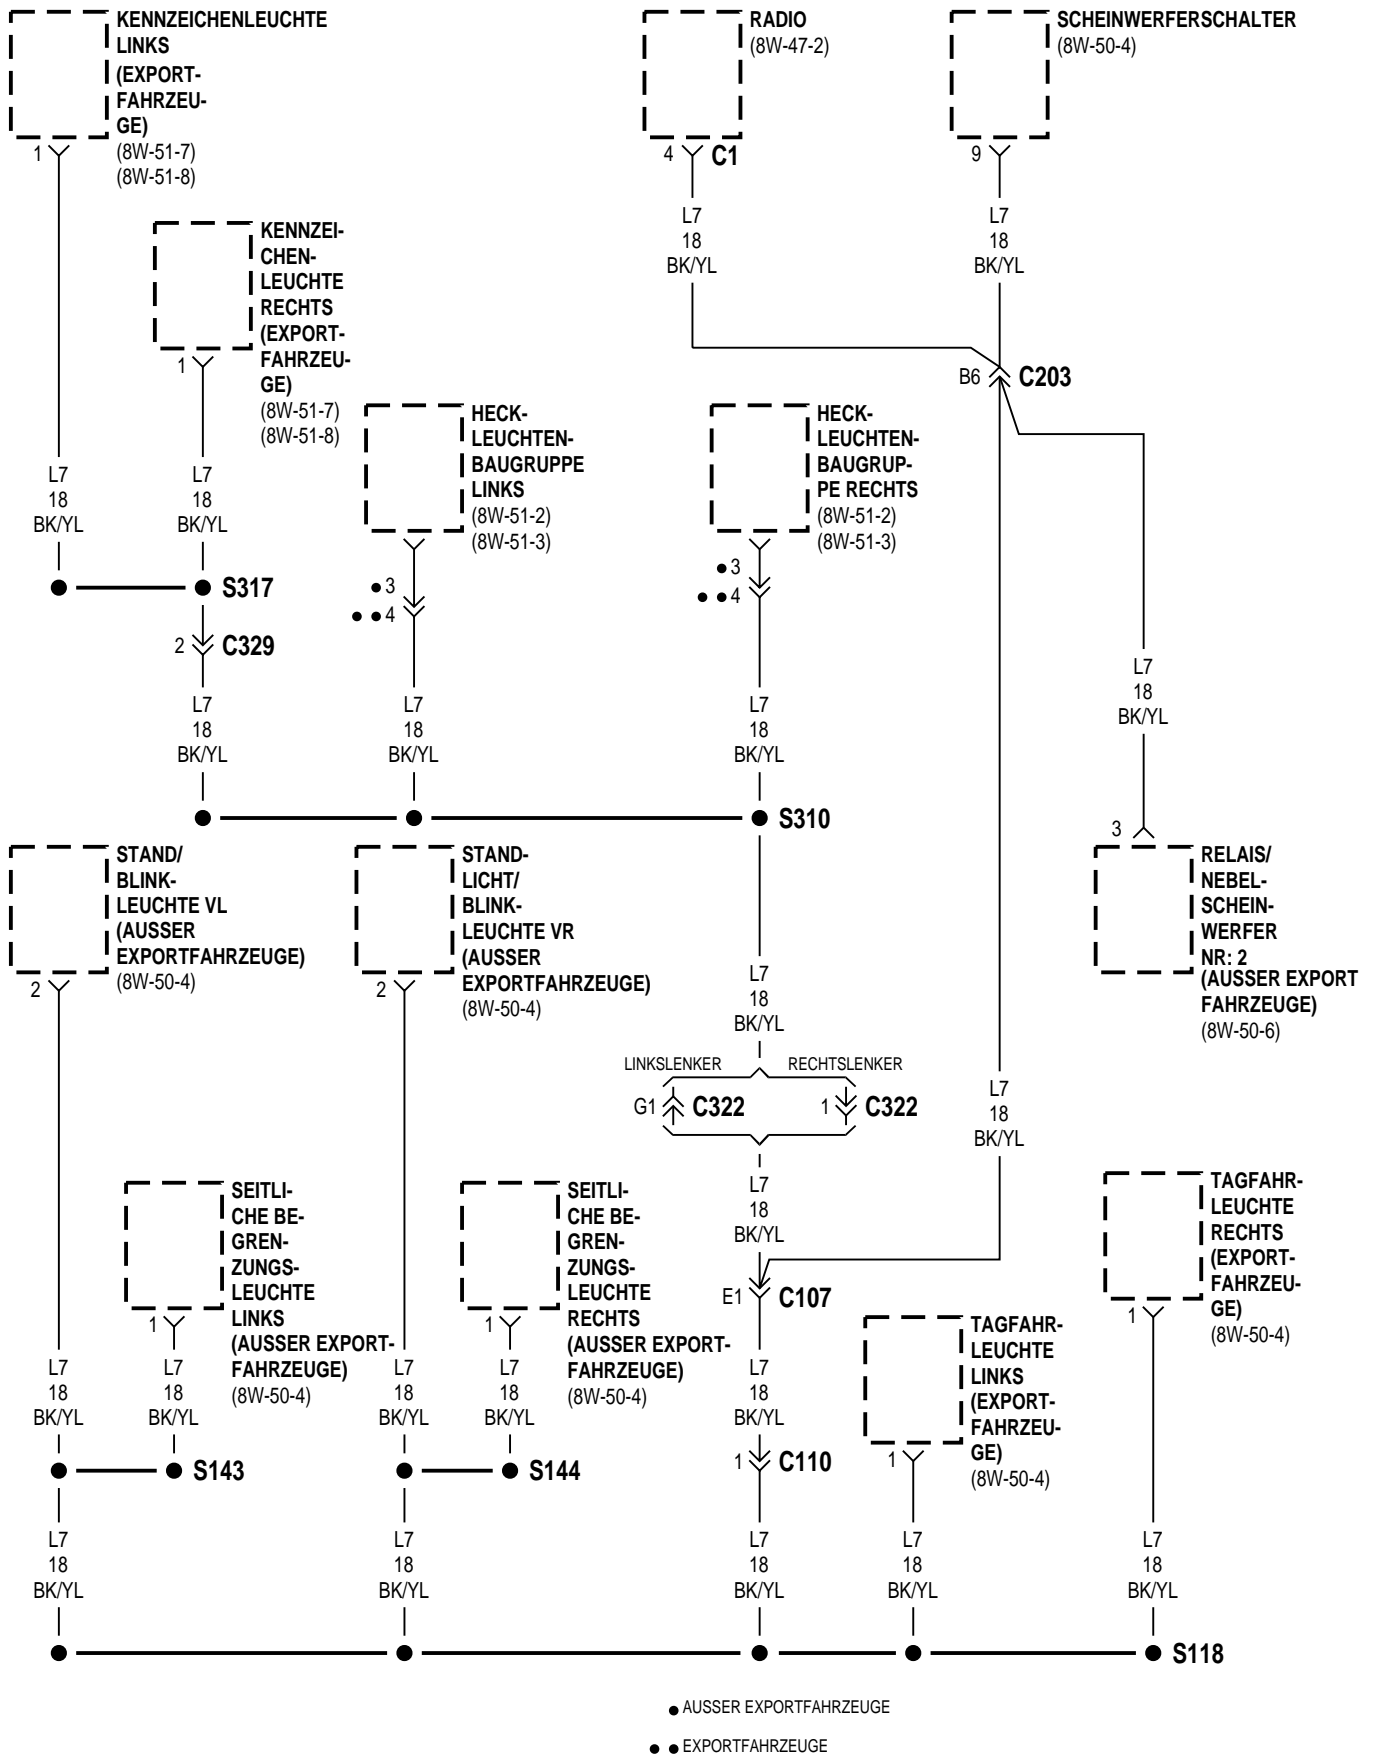 KENNZEICHENLEUCHTE
LINKS
(EXPORT-
FAHRZEU-
GE)
(8W-51-7)
(8W-51-8)
1
L7
18
BK/YL
KENNZEI-
CHEN-
LEUCHTE
RECHTS
(EXPORT-
FAHRZEU-
GE)
(8W-51-7)
(8W-51-8)
1
L7
18
BK/YL
S317
2
C329
L7
18
BK/YL
RADIO
(8W-47-2)
4
C1
L7
18
BK/YL
SCHEINWERFERSCHALTER
(8W-50-4)
9
L7
18
BK/YL
B6
C203
HECK-
LEUCHTEN-
BAUGRUPPE
LINKS
(8W-51-2)
(8W-51-3)
●3
● ●4
L7
18
BK/YL
HECK-
LEUCHTEN-
BAUGRUP-
PE RECHTS
(8W-51-2)
(8W-51-3)
●3
● ●4
L7
18
BK/YL
S310
L7
18
BK/YL
3
RELAIS/
NEBEL-
SCHEIN-
WERFER
NR: 2
(AUSSER EXPORT
FAHRZEUGE)
(8W-50-6)
STAND/
BLINK-
LEUCHTE VL
(AUSSER
EXPORTFAHRZEUGE)
(8W-50-4)
2
STAND-
LICHT/
BLINK-
LEUCHTE VR
(AUSSER
EXPORTFAHRZEUGE)
(8W-50-4)
2
L7
18
BK/YL
LINKSLENKER
RECHTSLENKER
G1
C322
1
C322
L7
18
BK/YL
L7
18
BK/YL
E1
C107
SEITLI-
CHE BE-
GREN-
ZUNGS-
LEUCHTE
LINKS
(AUSSER EXPORT-
FAHRZEUGE)
(8W-50-4)
1
L7
18
BK/YL
L7
18
BK/YL
S143
SEITLI-
CHE BE-
GREN-
ZUNGS-
LEUCHTE
RECHTS
(AUSSER EXPORT-
FAHRZEUGE)
(8W-50-4)
1
L7
18
BK/YL
L7
18
BK/YL
S144
L7
18
BK/YL
1
C110
TAGFAHR-
LEUCHTE
LINKS
(EXPORT-
FAHRZEU-
GE)
(8W-50-4)
1
TAGFAHR-
LEUCHTE
RECHTS
(EXPORT-
FAHRZEU-
GE)
(8W-50-4)
1
L7
18
BK/YL
L7
18
BK/YL
L7
18
BK/YL
L7
18
BK/YL
L7
18
BK/YL
S118
● AUSSER EXPORTFAHRZEUGE
● ● EXPORTFAHRZEUGE